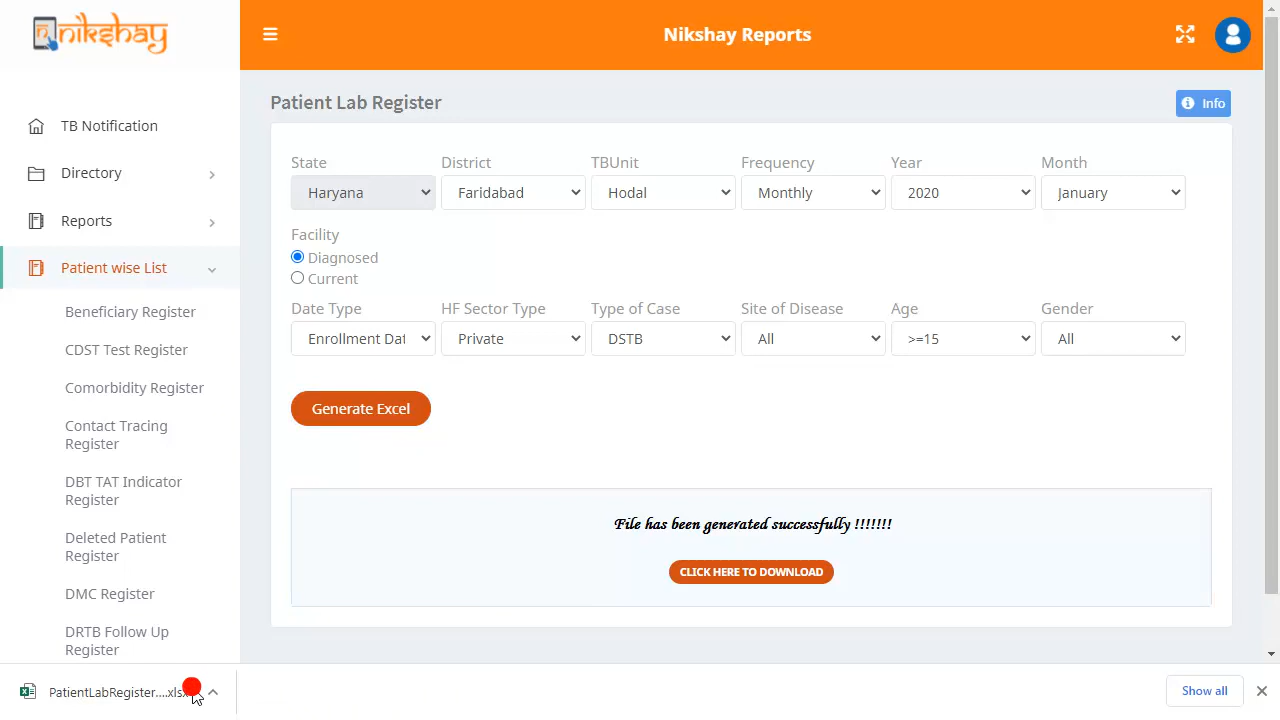 nikshay
Nikshay Reports
TB Notification
Directory
Reports
Patient wise List
Beneficiary Register
CDST Test Register
Comorbidity Register
Contact Tracing
Register
DBT TAT Indicator
Register
Deleted Patient
Register
DMC Register
DRTB Follow Up
Register
Patient Lab Register
Info
State District TBUnit Frequency Year Month
Haryana Faridabad Hodal Monthly 2020 January
Facility
Diagnosed
Current
Date Type HF Sector Type Type of Case Site of Disease Age Gender
Enrollment Dat Private DSTB All >=15 All
Generate Excel
File has been generated successfully !!!!!!!
CLICK HERE TO DOWNLOAD
PatientLabRegister....xlsx
Show all